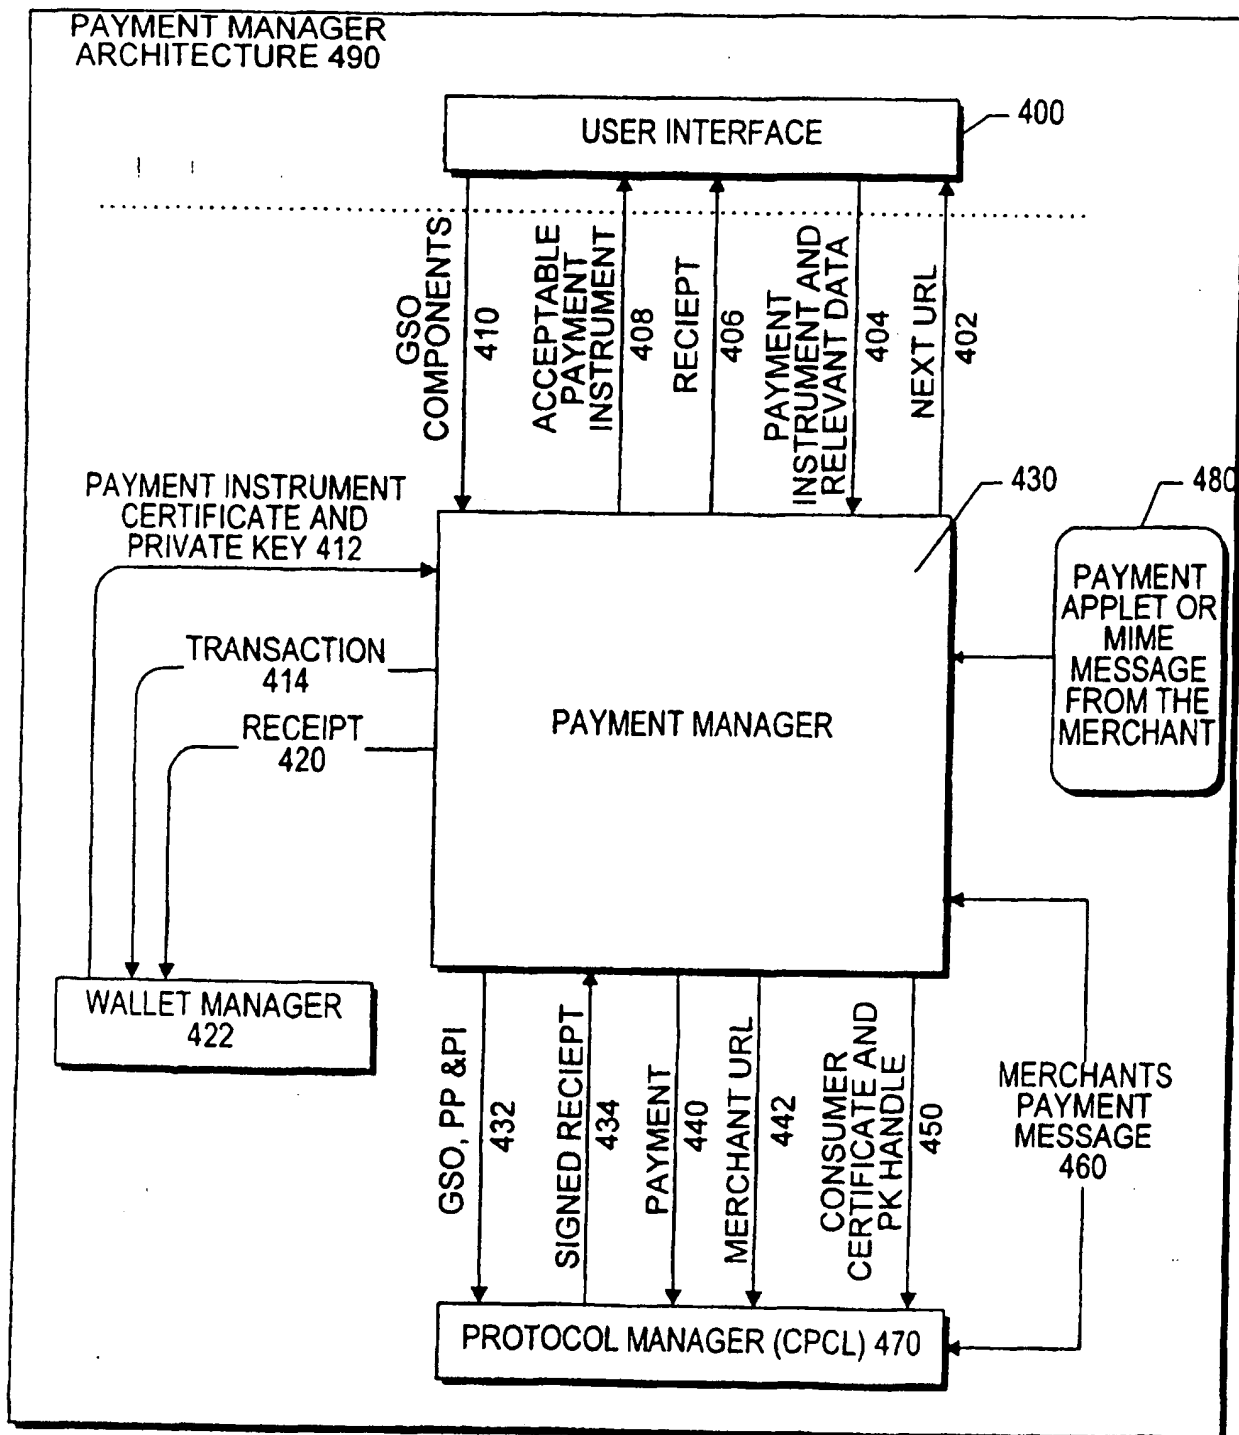 PAYMENT MANAGER
ARCHITECTURE 490
USER INTERFACE
400
GSO
COMPONENTS
410
ACCEPTABLE
PAYMENT
INSTRUMENT
408
RECIEPT
406
PAYMENT
INSTRUMENT AND
RELEVANT DATA
404
NEXT URL
402
PAYMENT INSTRUMENT
CERTIFICATE AND
PRIVATE KEY 412
430
480
PAYMENT
APPLET OR
MIME
MESSAGE
FROM THE
MERCHANT
TRANSACTION
414
RECEIPT
420
PAYMENT MANAGER
WALLET MANAGER
422
GSO, PP &PI
432
SIGNED RECIEPT
434
PAYMENT
440
MERCHANT URL
442
CONSUMER
CERTIFICATE AND
PK HANDLE
450
MERCHANTS
PAYMENT
MESSAGE
460
PROTOCOL MANAGER (CPCL) 470